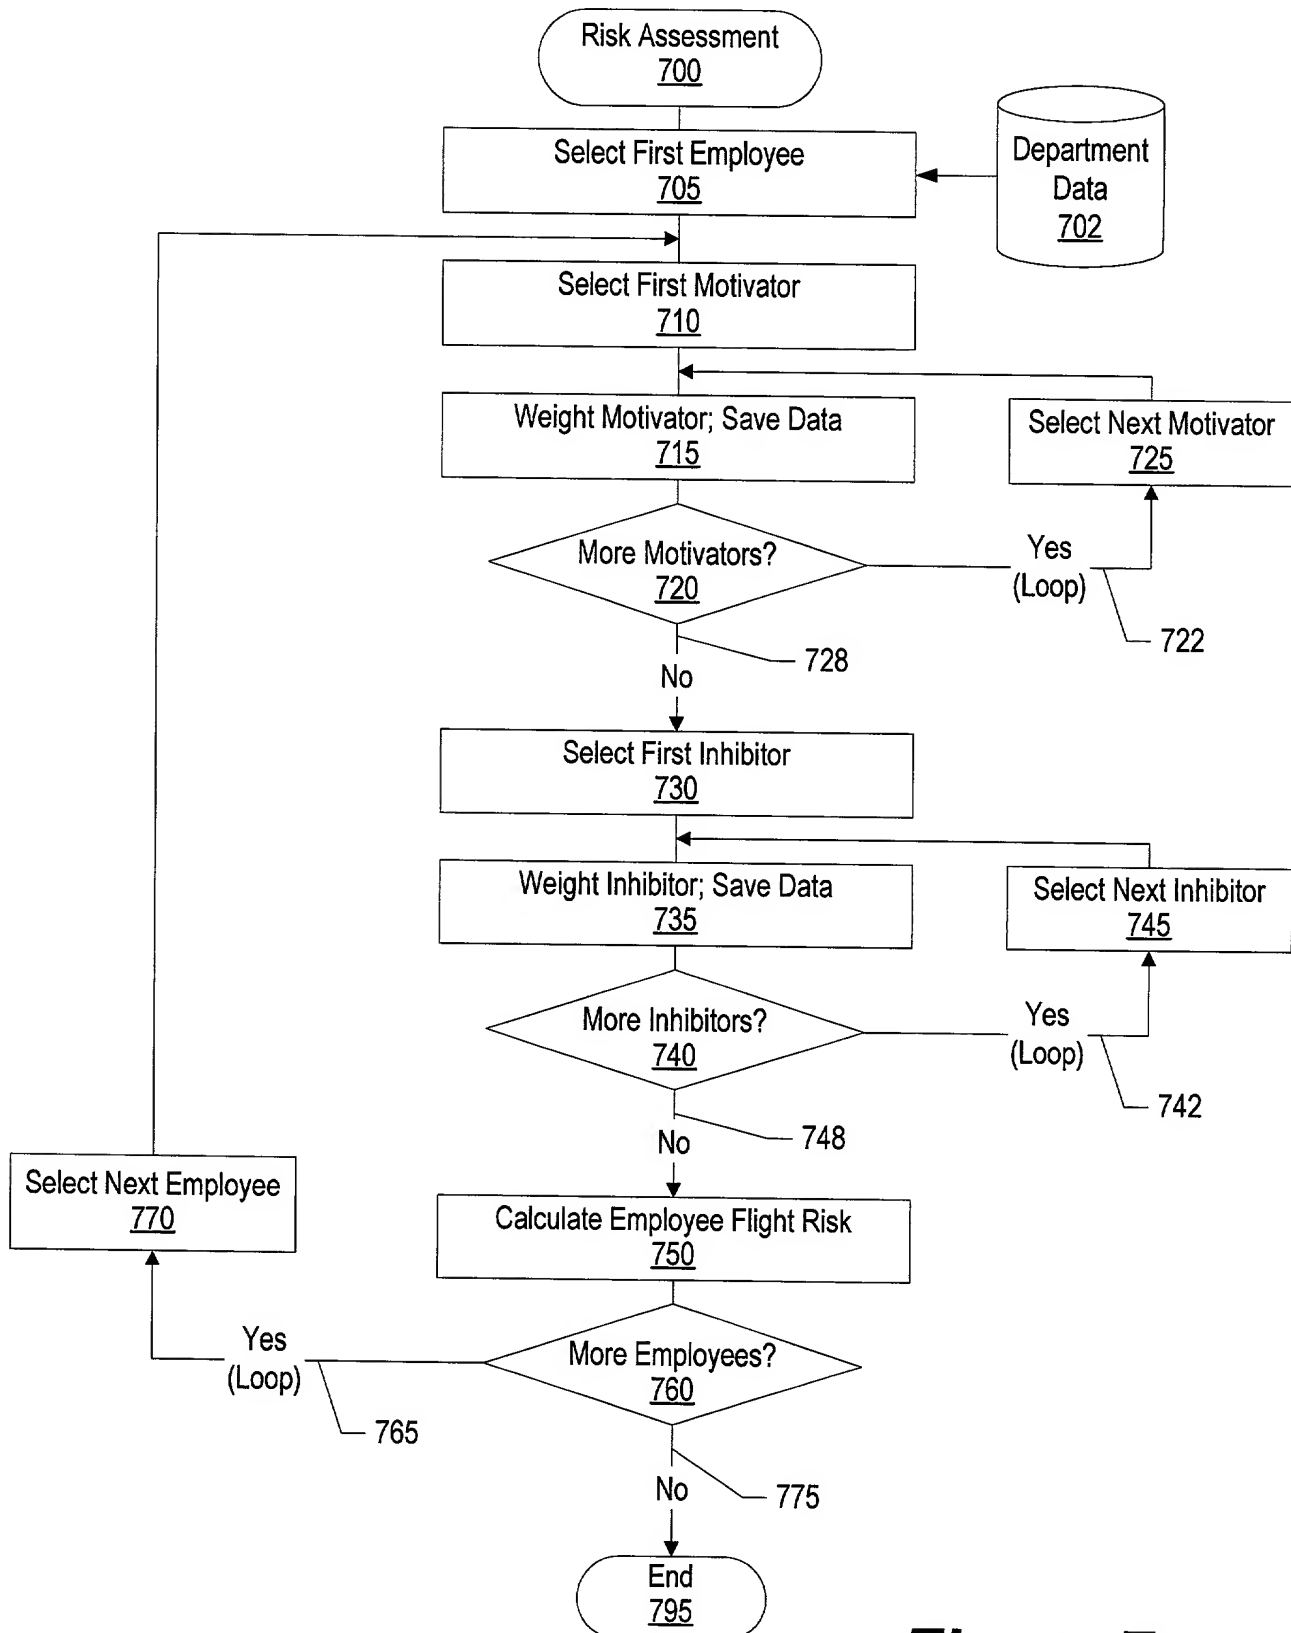 Risk Assessment
700
Select First Employee
705
Department
Data
702
Select First Motivator
710
Weight Motivator; Save Data
715
Select Next Motivator
725
More Motivators?
720
Yes
(Loop)
722
728
No
Select First Inhibitor
730
Weight Inhibitor; Save Data
735
Select Next Inhibitor
745
More Inhibitors?
740
Yes
(Loop)
742
748
No
Select Next Employee
770
Calculate Employee Flight Risk
750
Yes
(Loop)
More Employees?
760
765
No
775
End
795